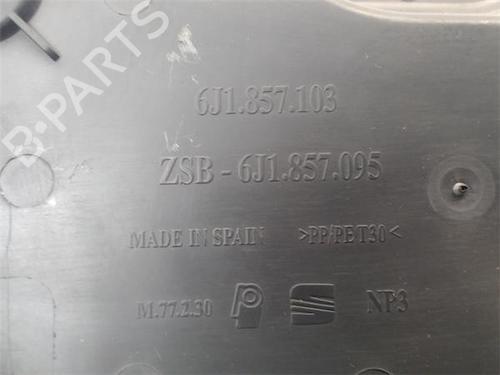 B-PARTS
6J1.857.103
ZSB - 6J1.857.095
MADE IN SPAIN >PP/PE T30<
M.77.2.30 NP3